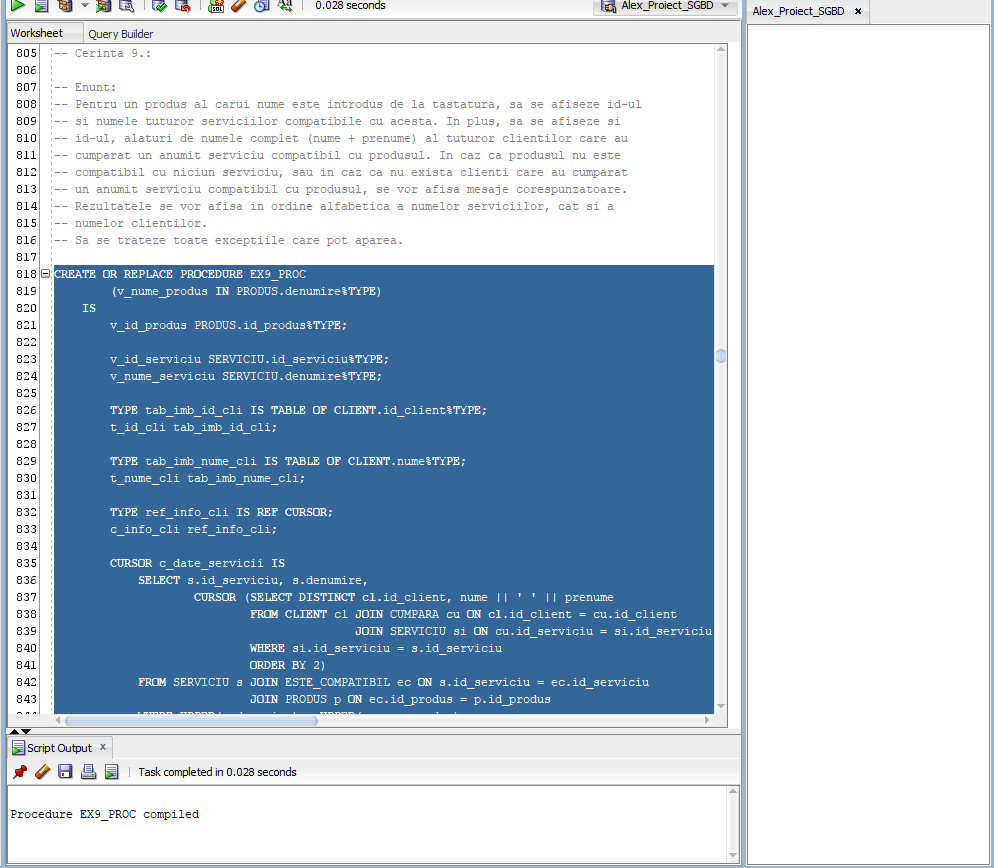 0.028 seconds
Alex_Proiect_SGBD
Alex_Proiect_SGBD
Worksheet
Query Builder
805 -- Cerinta 9.:
806
807 -- Enunt:
808 -- Pentru un produs al carui nume este introdus de la tastatura, sa se afiseze id-ul
809 -- si numele tuturor serviciilor compatibile cu acesta. In plus, sa se afiseze si
810 -- id-ul, alaturi de numele complet (nume + prenume) al tuturor clientilor care au
811 -- cumparat un anumit serviciu compatibil cu produsul. In caz ca produsul nu este
812 -- compatibil cu niciun serviciu, sau in caz ca nu exista clienti care au cumparat
813 -- un anumit serviciu compatibil cu produsul, se vor afisa mesaje corespunzatoare.
814 -- Rezultatele se vor afisa in ordine alfabetica a numelor serviciilor, cat si a
815 -- numelor clientilor.
816 -- Sa se trateze toate exceptiile care pot aparea.
817
818 CREATE OR REPLACE PROCEDURE EX9_PROC
819 (v_nume_produs IN PRODUS.denumire%TYPE)
820 IS
821 v_id_produs PRODUS.id_produs%TYPE;
822
823 v_id_serviciu SERVICIU.id_serviciu%TYPE;
824 v_nume_serviciu SERVICIU.denumire%TYPE;
825
826 TYPE tab_imb_id_cli IS TABLE OF CLIENT.id_client%TYPE;
827 t_id_cli tab_imb_id_cli;
828
829 TYPE tab_imb_nume_cli IS TABLE OF CLIENT.nume%TYPE;
830 t_nume_cli tab_imb_nume_cli;
831
832 TYPE ref_info_cli IS REF CURSOR;
833 c_info_cli ref_info_cli;
834
835 CURSOR c_date_servicii IS
836 SELECT s.id_serviciu, s.denumire,
837 CURSOR (SELECT DISTINCT cl.id_client, nume || ' ' || prenume
838 FROM CLIENT cl JOIN CUMPARA cu ON cl.id_client = cu.id_client
839 JOIN SERVICIU si ON cu.id_serviciu = si.id_serviciu
840 WHERE si.id_serviciu = s.id_serviciu
841 ORDER BY 2)
842 FROM SERVICIU s JOIN ESTE_COMPATIBIL ec ON s.id_serviciu = ec.id_serviciu
843 JOIN PRODUS p ON ec.id_produs = p.id_produs
Script Output x
Task completed in 0.028 seconds
Procedure EX9_PROC compiled